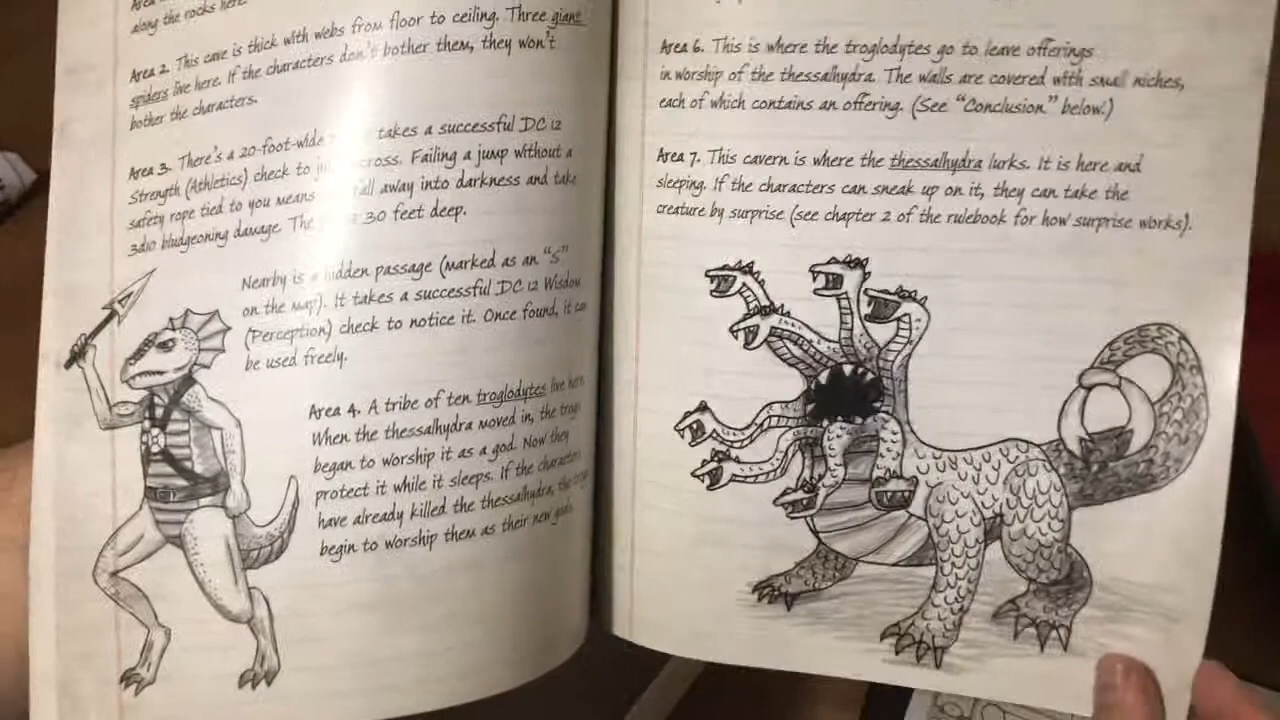 Area
along the rocks here.
Area 2. This cave is thick with webs from floor to ceiling. Three giant
spiders live here. If the characters don't bother them, they won't
bother the characters.
Area 3. There's a 20-foot-wide takes a successful DC 12
Strength (Athletics) check to cross. Failing a jump without a
safety rope tied to you means fall away into darkness and take
3d10 bludgeoning damage. The 30 feet deep.
Nearby is a hidden passage (marked as an "S"
on the map). It takes a successful DC 12 Wisdom
(Perception) check to notice it. Once found, it can
be used freely.
Area 4. A tribe of ten troglodytes live here.
When the thessalhydra moved in, the trogs
began to worship it as a god. Now they
protect it while it sleeps. If the characters
have already killed the thessalhydra, the trogs
begin to worship them as their new gods.
Area 6. This is where the troglodytes go to leave offerings
in worship of the thessalhydra. The walls are covered with small niches,
each of which contains an offering. (See "Conclusion" below.)
Area 7. This cavern is where the thessalhydra lurks. It is here and
sleeping. If the characters can sneak up on it, they can take the
creature by surprise (see chapter 2 of the rulebook for how surprise works).